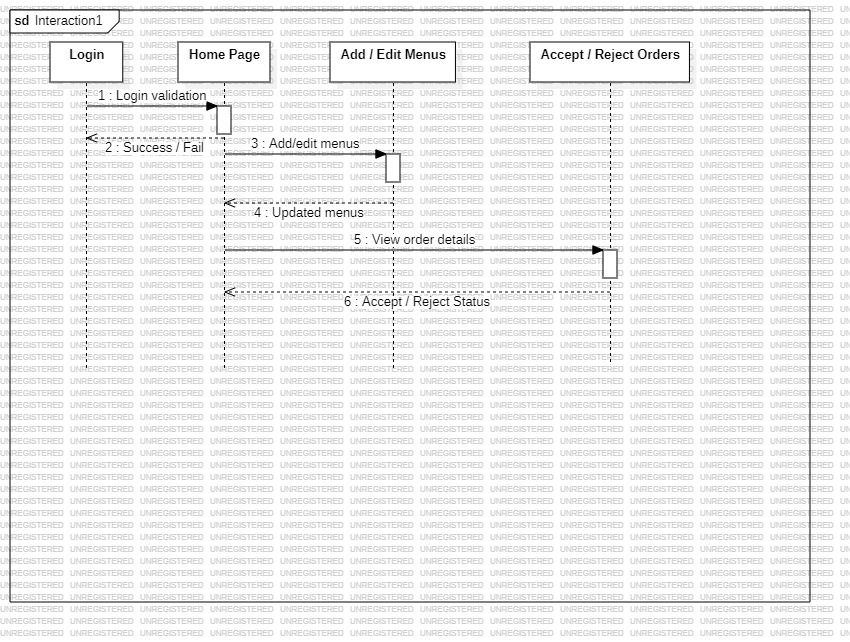 sd Interaction1
Login
Home Page
Add / Edit Menus
Accept / Reject Orders
1 : Login validation
2 : Success / Fail
3 : Add/edit menus
4 : Updated menus
5 : View order details
6 : Accept / Reject Status
UNREGISTERED